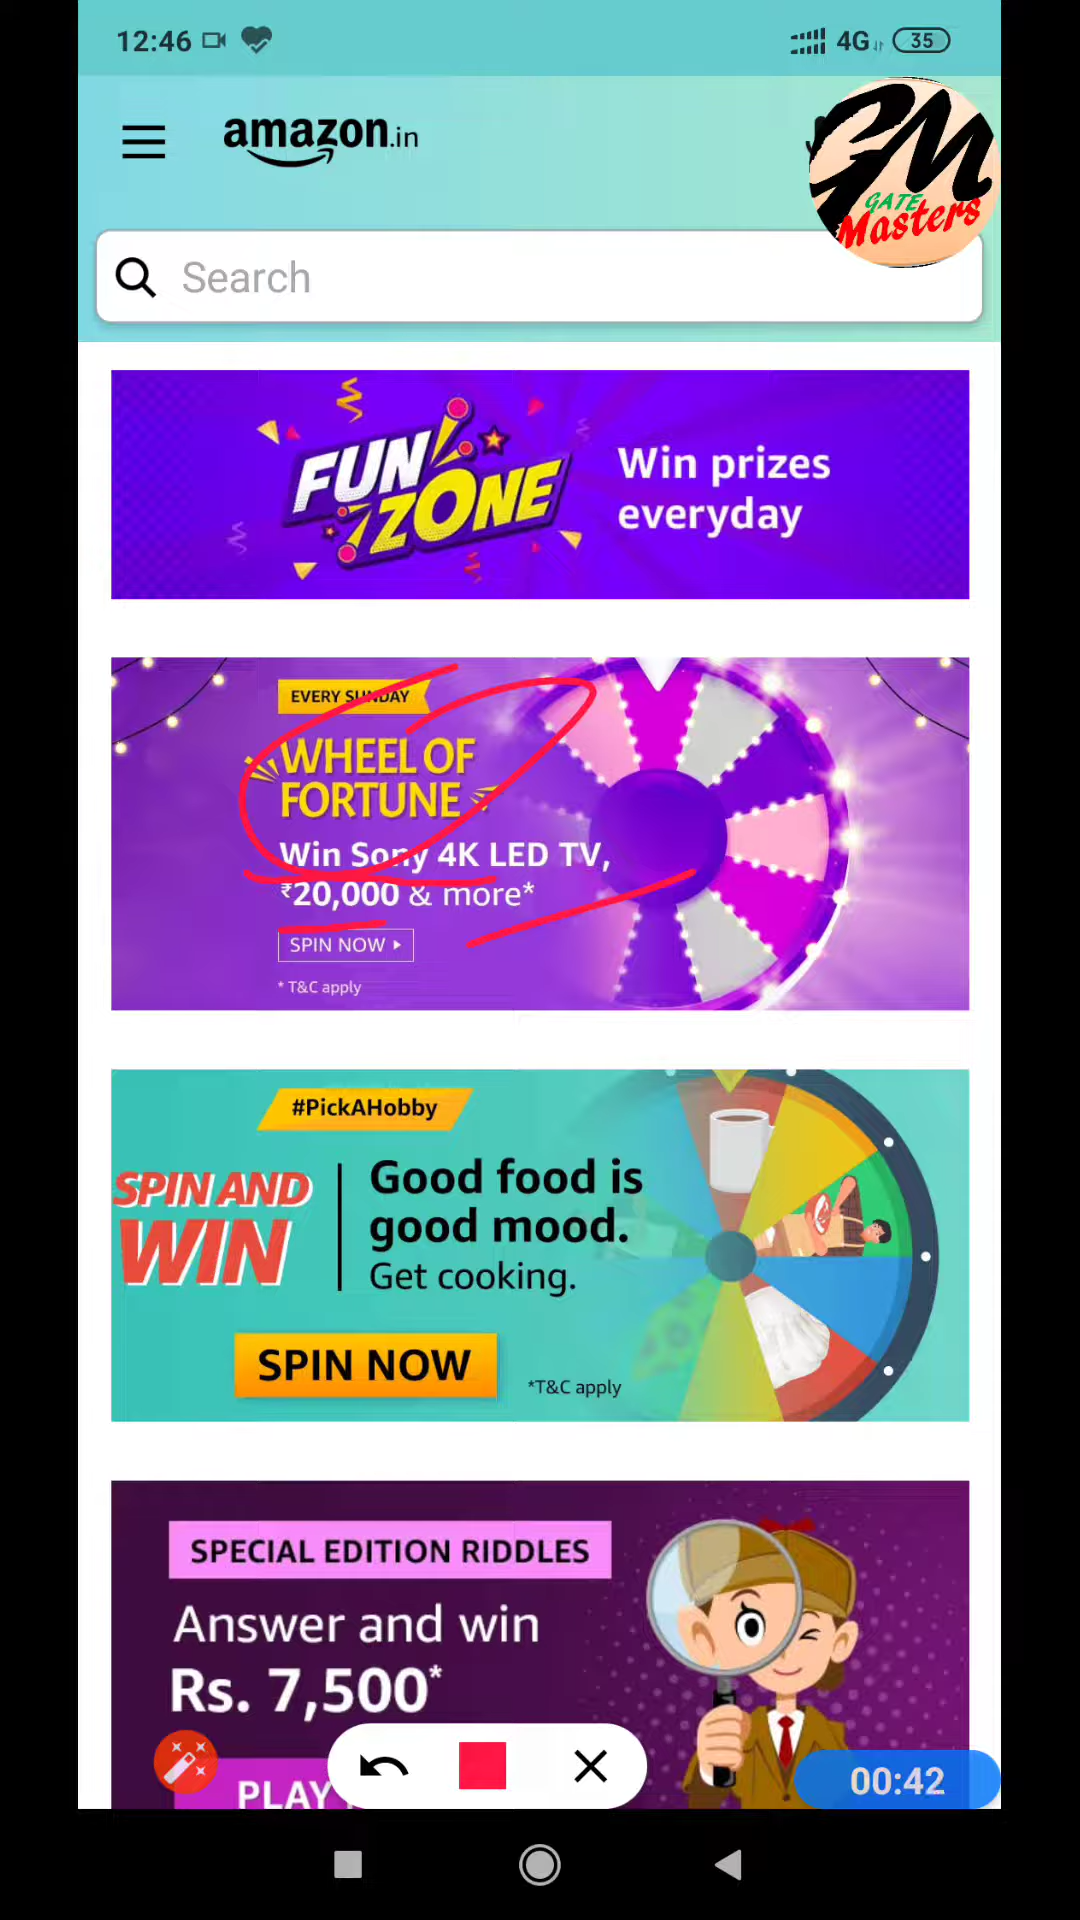 12:46
4G
35
amazon.in
GM
GATE
Masters
Search
FUN
ZONE
Win prizes
everyday
EVERY SUNDAY
WHEEL OF
FORTUNE
Win Sony 4K LED TV,
₹20,000 & more*
SPIN NOW
* T&C apply
#PickAHobby
SPIN AND
WIN
Good food is
good mood.
Get cooking.
SPIN NOW
*T&C apply
SPECIAL EDITION RIDDLES
Answer and win
Rs. 7,500*
PLAY
00:42